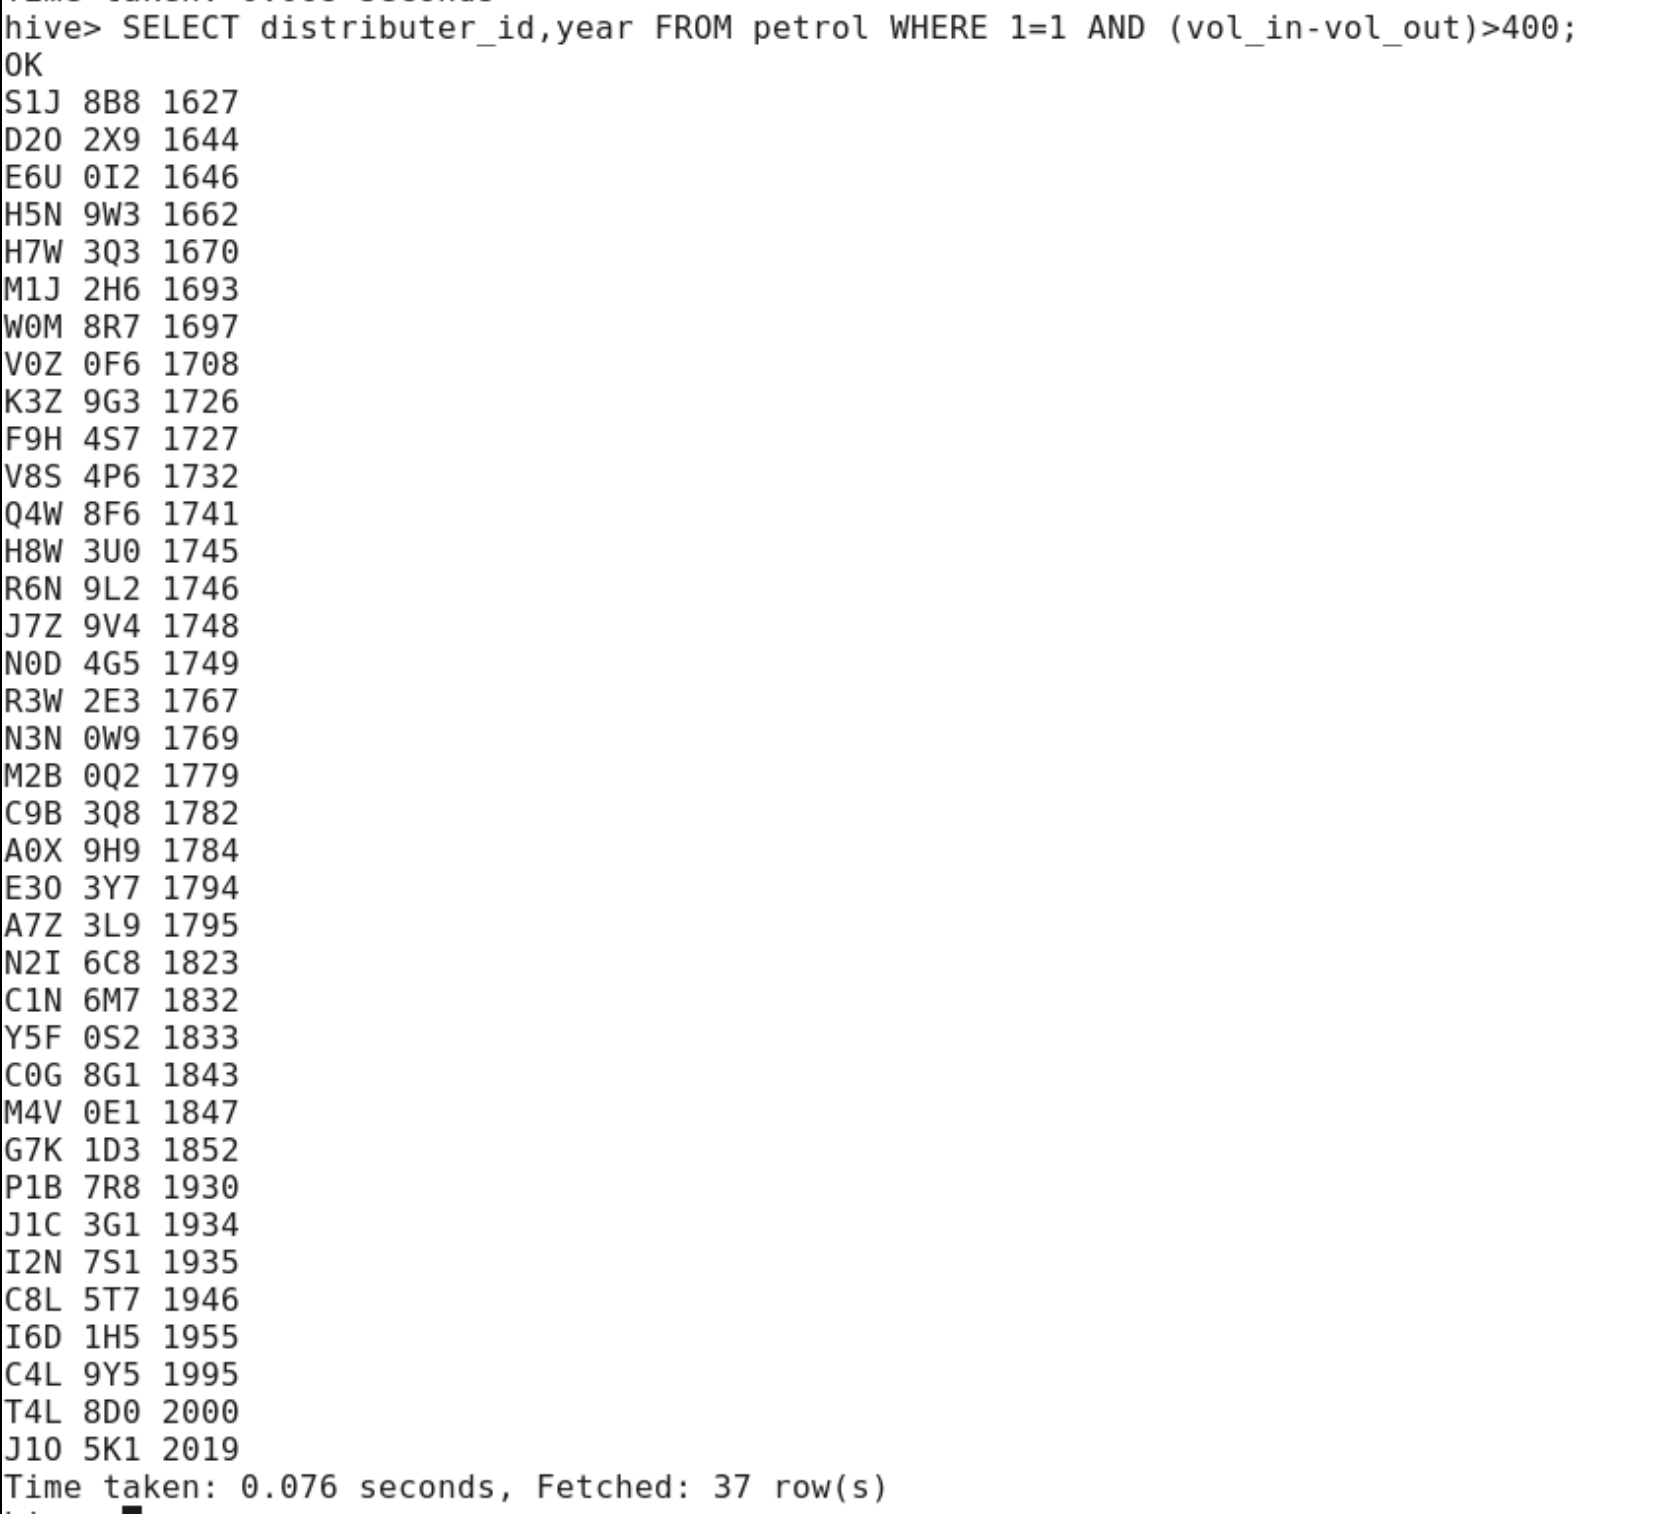 hive> SELECT distributer_id,year FROM petrol WHERE 1=1 AND (vol_in-vol_out)>400;
OK
S1J 8B8 1627
D2O 2X9 1644
E6U 0I2 1646
H5N 9W3 1662
H7W 3Q3 1670
M1J 2H6 1693
W0M 8R7 1697
V0Z 0F6 1708
K3Z 9G3 1726
F9H 4S7 1727
V8S 4P6 1732
Q4W 8F6 1741
H8W 3U0 1745
R6N 9L2 1746
J7Z 9V4 1748
N0D 4G5 1749
R3W 2E3 1767
N3N 0W9 1769
M2B 0Q2 1779
C9B 3Q8 1782
A0X 9H9 1784
E3O 3Y7 1794
A7Z 3L9 1795
N2I 6C8 1823
C1N 6M7 1832
Y5F 0S2 1833
C0G 8G1 1843
M4V 0E1 1847
G7K 1D3 1852
P1B 7R8 1930
J1C 3G1 1934
I2N 7S1 1935
C8L 5T7 1946
I6D 1H5 1955
C4L 9Y5 1995
T4L 8D0 2000
J1O 5K1 2019
Time taken: 0.076 seconds, Fetched: 37 row(s)